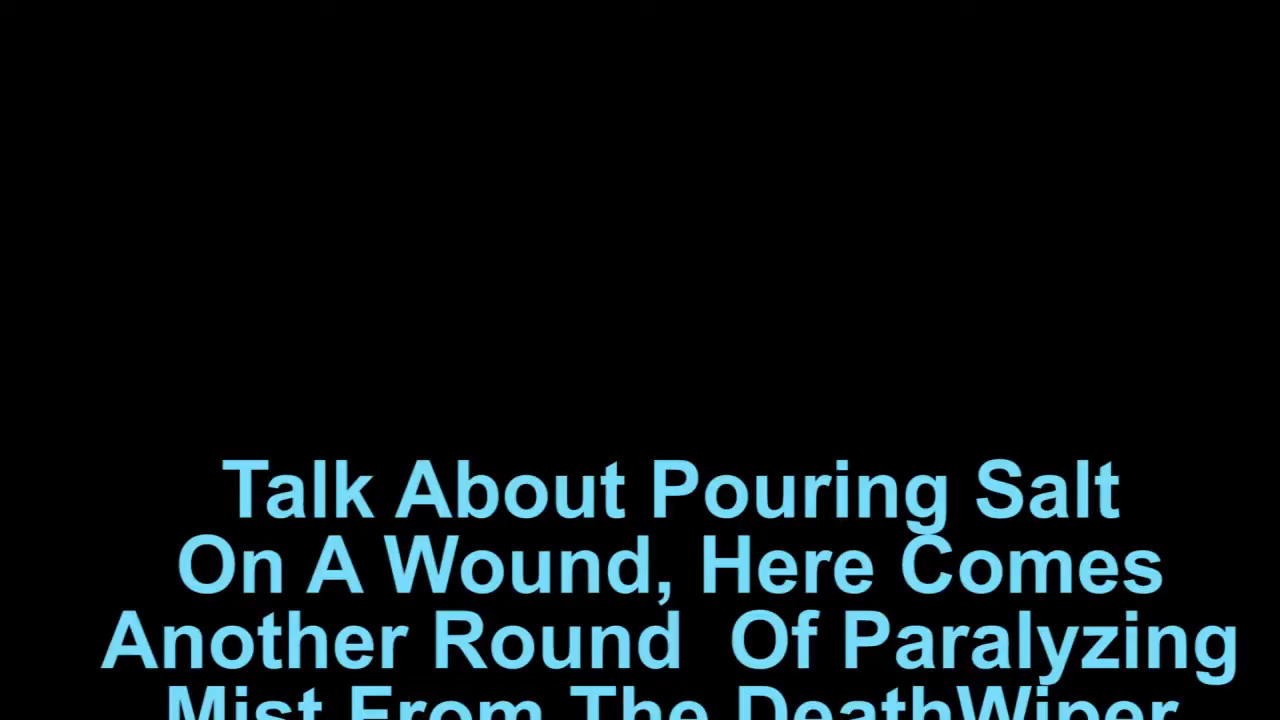 Talk About Pouring Salt
On A Wound, Here Comes
Another Round  Of Paralyzing
Mist From The DeathWiper